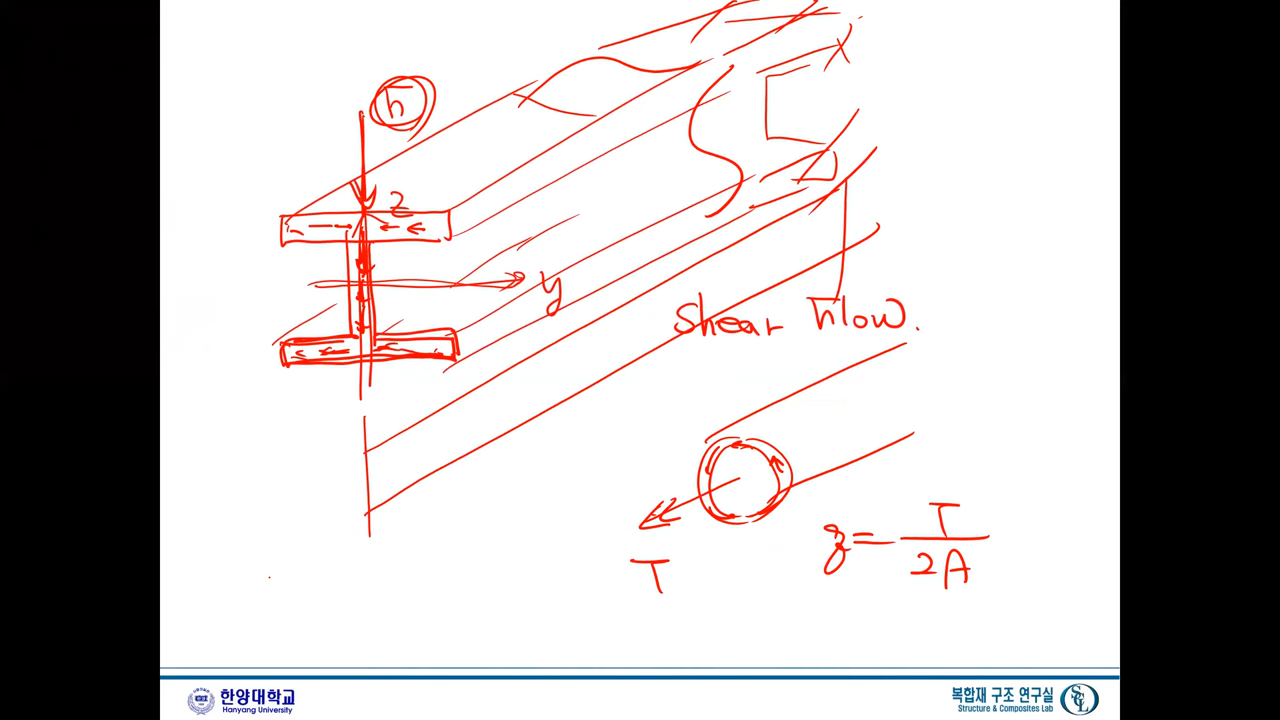 z
y
shear flow.
T
q = T / 2A
한양대학교
Hanyang University
복합재 구조 연구실
Structure & Composites Lab
SCL